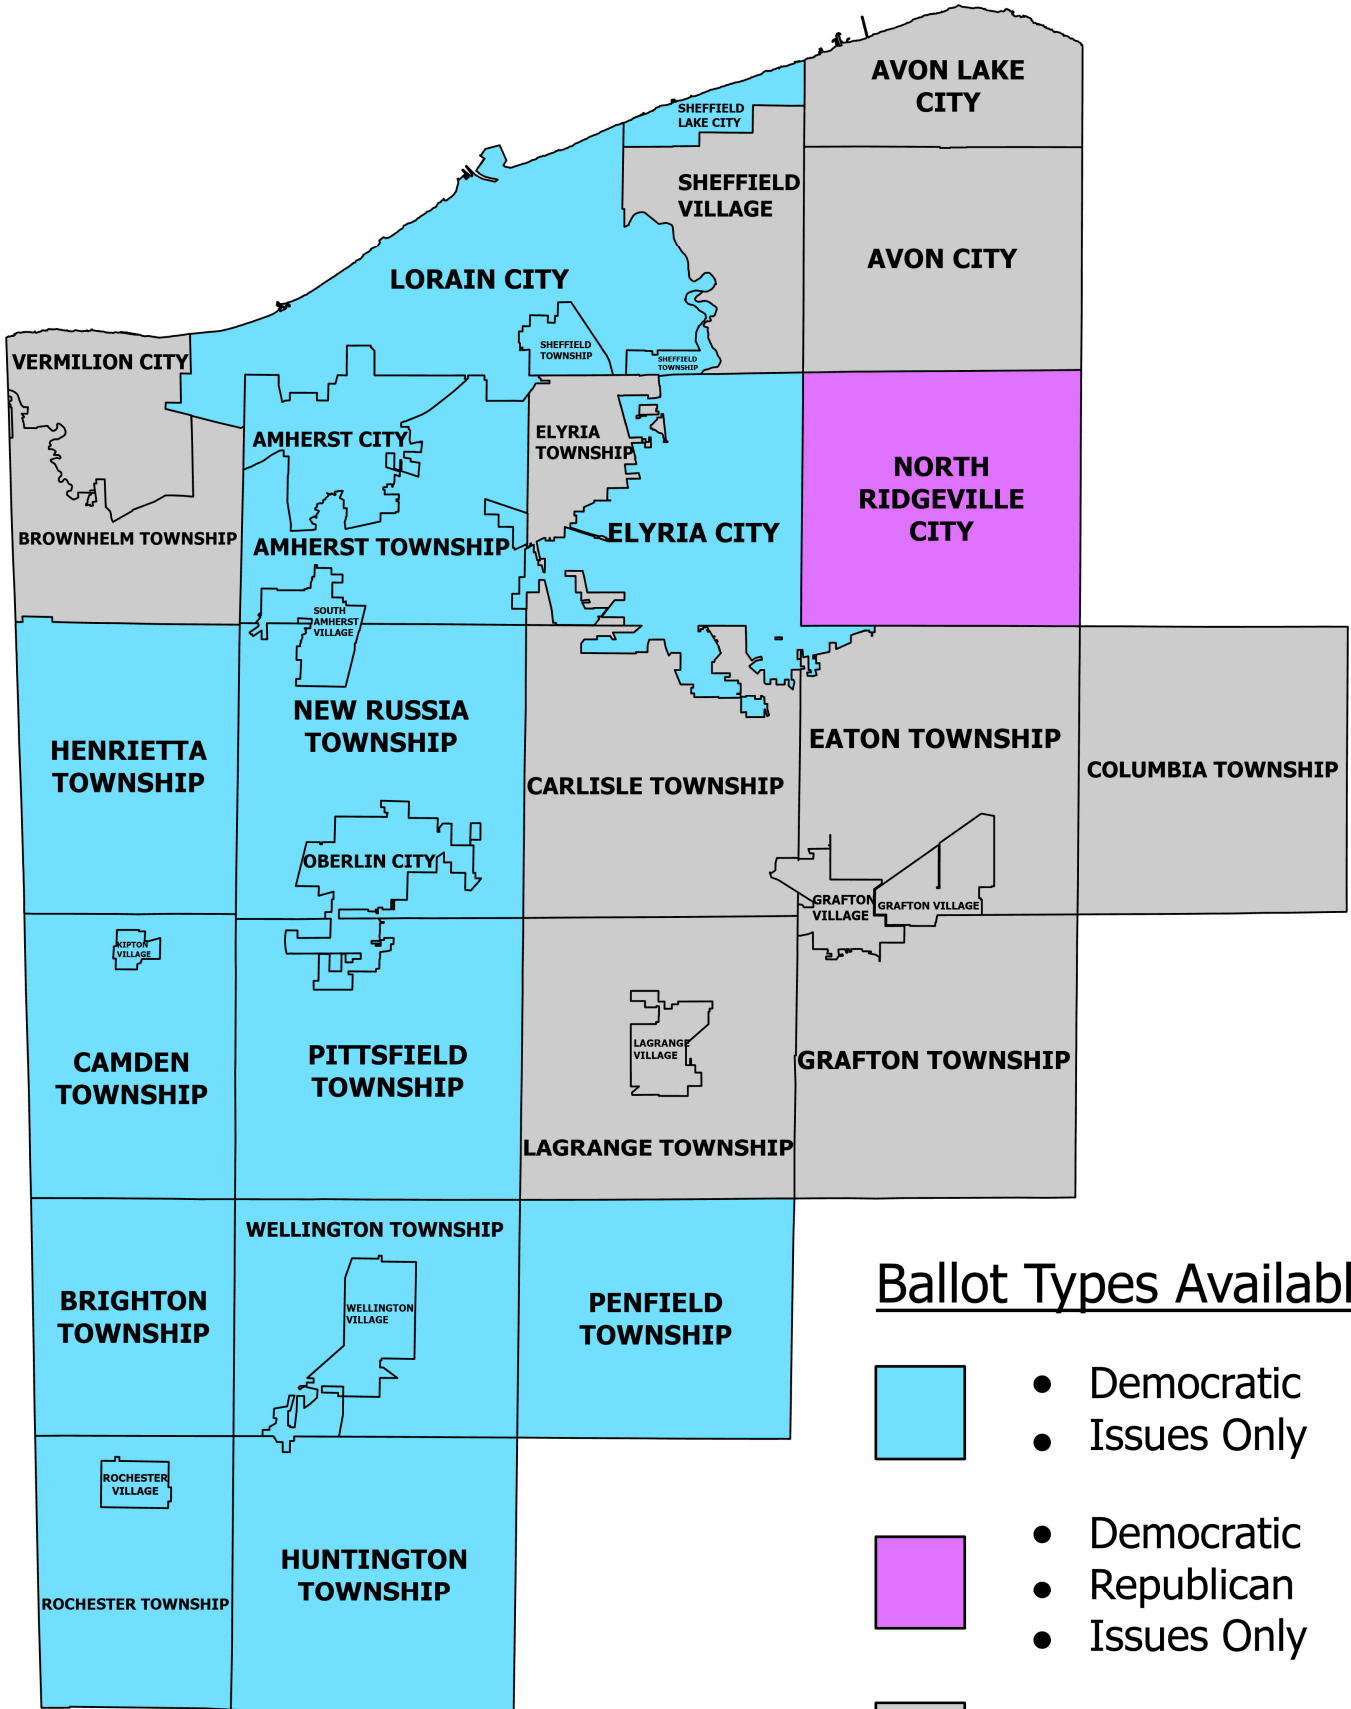 AVON LAKE
CITY
SHEFFIELD
LAKE CITY
SHEFFIELD
VILLAGE
AVON CITY
LORAIN CITY
SHEFFIELD
TOWNSHIP
SHEFFIELD
TOWNSHIP
VERMILION CITY
AMHERST CITY
ELYRIA
TOWNSHIP
NORTH
RIDGEVILLE
CITY
BROWNHELM TOWNSHIP
AMHERST TOWNSHIP
ELYRIA CITY
SOUTH
AMHERST
VILLAGE
HENRIETTA
TOWNSHIP
NEW RUSSIA
TOWNSHIP
CARLISLE TOWNSHIP
EATON TOWNSHIP
COLUMBIA TOWNSHIP
OBERLIN CITY
GRAFTON
VILLAGE
GRAFTON VILLAGE
KIPTON
VILLAGE
CAMDEN
TOWNSHIP
PITTSFIELD
TOWNSHIP
LAGRANGE
VILLAGE
GRAFTON TOWNSHIP
LAGRANGE TOWNSHIP
WELLINGTON TOWNSHIP
BRIGHTON
TOWNSHIP
WELLINGTON
VILLAGE
PENFIELD
TOWNSHIP
ROCHESTER
VILLAGE
HUNTINGTON
TOWNSHIP
ROCHESTER TOWNSHIP
Ballot Types Availabl
• Democratic
• Issues Only
• Democratic
• Republican
• Issues Only